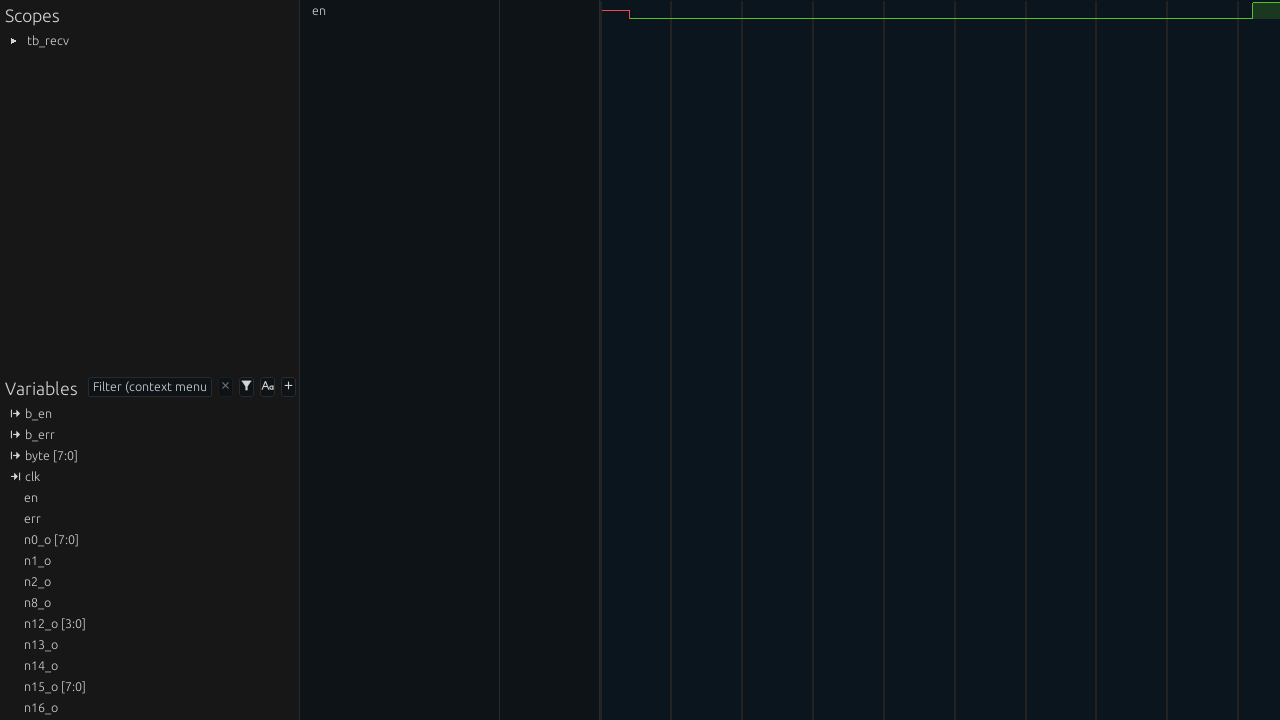 Scopes
tb_recv
en
Variables
Filter (context menu
b_en
b_err
byte [7:0]
clk
en
err
n0_o [7:0]
n1_o
n2_o
n8_o
n12_o [3:0]
n13_o
n14_o
n15_o [7:0]
n16_o